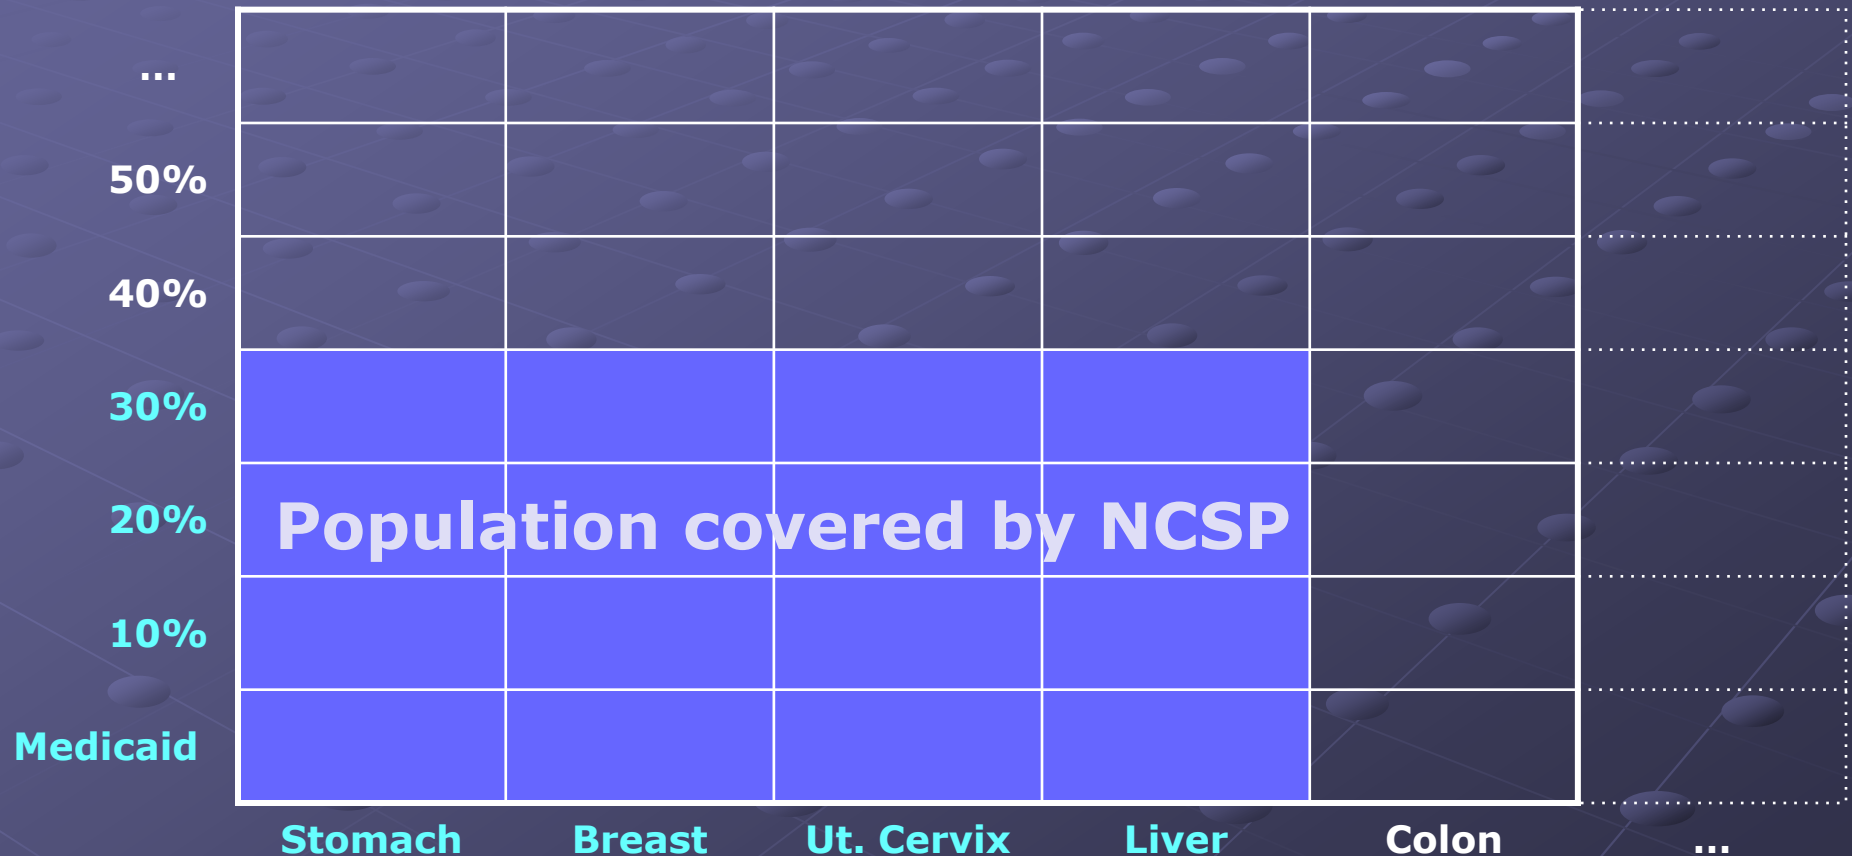 ...
50%
40%
30%
20%
Population covered by NCSP
10%
Medicaid
Stomach Breast Ut. Cervix Liver Colon ...